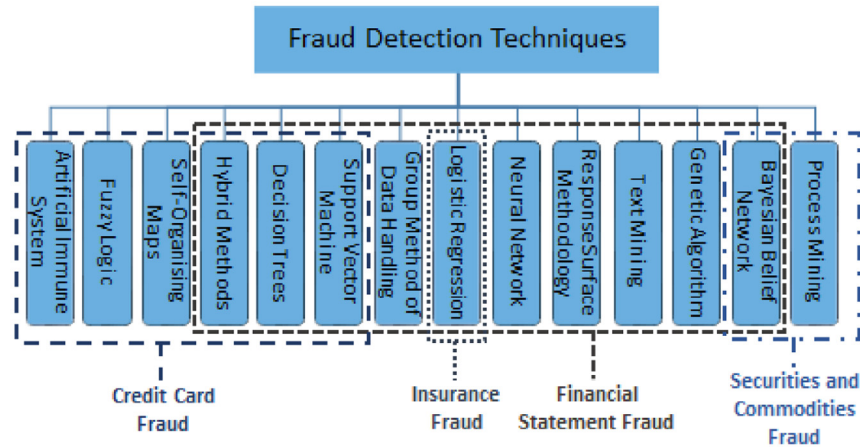 Fraud Detection Techniques
Artificial Immune
System
Fuzzy Logic
Self-Organising
Maps
Hybrid Methods
Decision Trees
Support Vector
Machine
Group Method of
Data Handling
Logistic Regression
Neural Network
Response Surface
Methodology
Text Mining
Genetic Algorithm
Bayesian Belief
Network
Process Mining
Credit Card
Fraud
Insurance
Fraud
Financial
Statement Fraud
Securities and
Commodities
Fraud